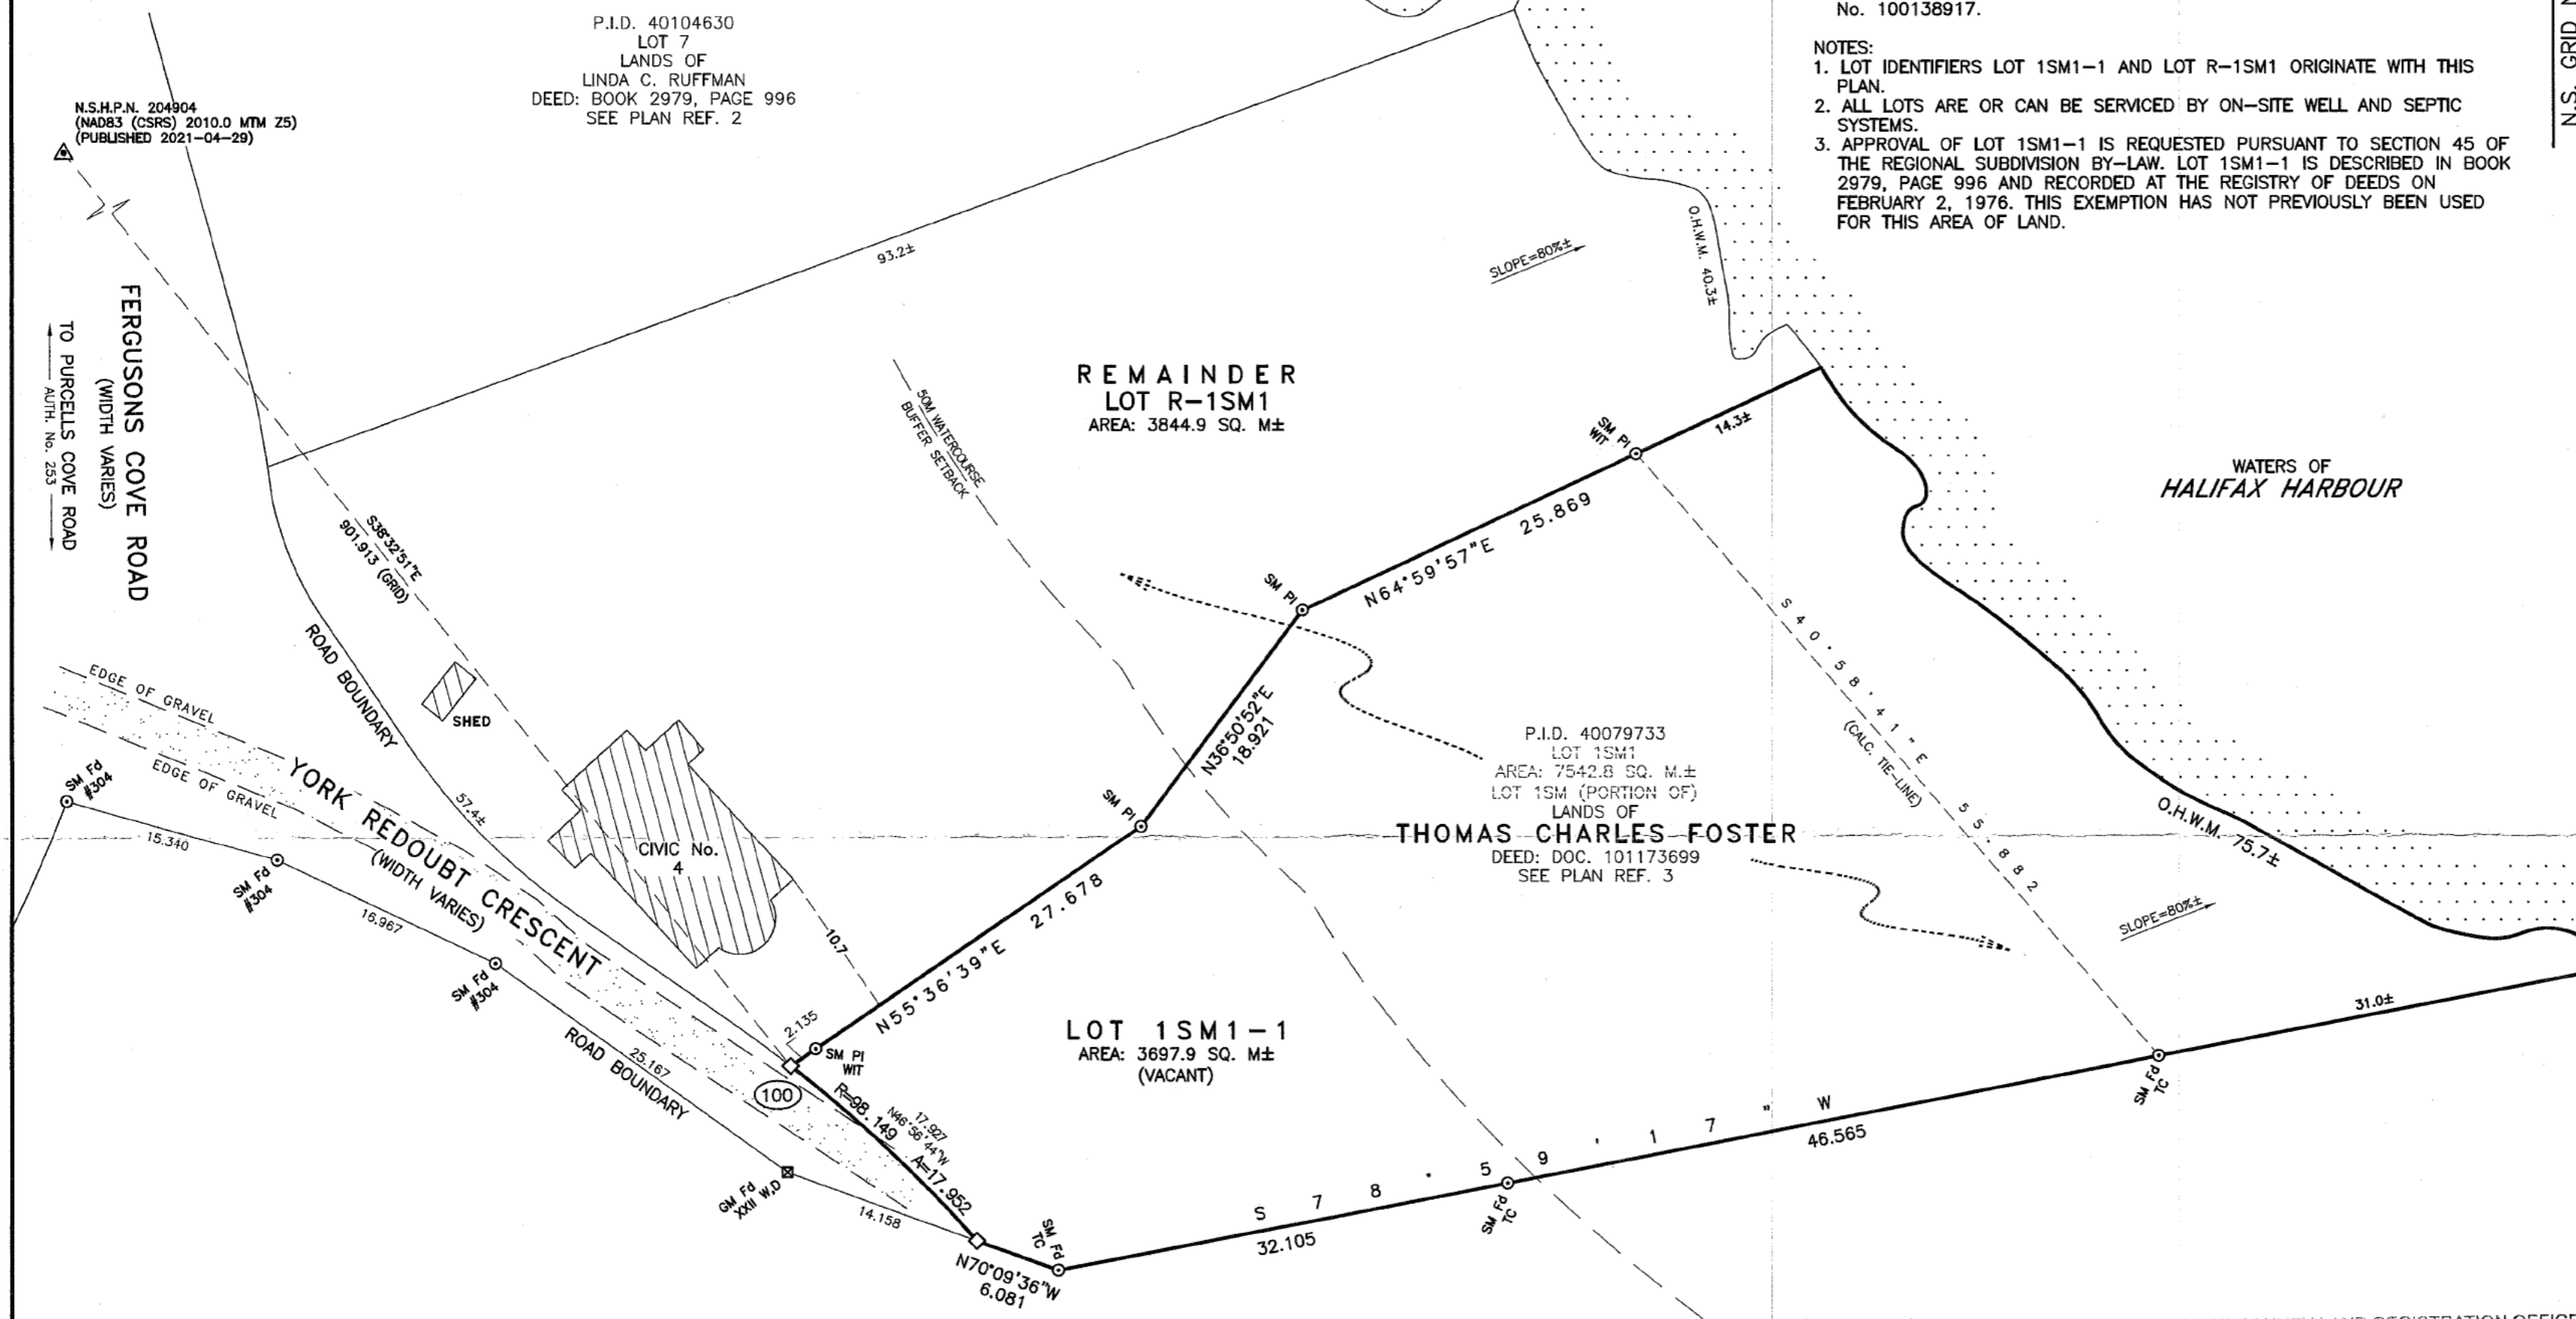 P.I.D. 40104630
LOT 7
LANDS OF
LINDA C. RUFFMAN
DEED: BOOK 2979, PAGE 996
SEE PLAN REF. 2
No. 100138917.
NOTES:
1. LOT IDENTIFIERS LOT 1SM1-1 AND LOT R-1SM1 ORIGINATE WITH THIS
PLAN.
2. ALL LOTS ARE OR CAN BE SERVICED BY ON-SITE WELL AND SEPTIC
SYSTEMS.
3. APPROVAL OF LOT 1SM1-1 IS REQUESTED PURSUANT TO SECTION 45 OF
THE REGIONAL SUBDIVISION BY-LAW. LOT 1SM1-1 IS DESCRIBED IN BOOK
2979, PAGE 996 AND RECORDED AT THE REGISTRY OF DEEDS ON
FEBRUARY 2, 1976. THIS EXEMPTION HAS NOT PREVIOUSLY BEEN USED
FOR THIS AREA OF LAND.
N.S. GRID
N.S.H.P.N. 204904
(NAD83 (CSRS) 2010.0 MTM Z5)
(PUBLISHED 2021-04-29)
FERGUSONS COVE ROAD
(WIDTH VARIES)
TO PURCELLS COVE ROAD
AUTH. No. 253
93.2±
SLOPE=80%±
O.H.W.M. 40.3±
REMAINDER
LOT R-1SM1
AREA: 3844.9 SQ. M±
50M WATERCOURSE
BUFFER SETBACK
SM PI
WIT
14.3±
WATERS OF
HALIFAX HARBOUR
S38°32'51"E
901.913 (GRID)
N64°59'57"E 25.869
SM PI
ROAD BOUNDARY
SHED
EDGE OF GRAVEL
EDGE OF GRAVEL
YORK REDOUBT CRESCENT
(WIDTH VARIES)
57.4±
SM Fd
#304
15.340
SM Fd
#304
16.967
SM Fd
#304
25.167
ROAD BOUNDARY
CIVIC No.
4
10.7
N36°50'52"E
18.921
SM PI
S40°58'41"E 55.882
(CALC. TIE-LINE)
P.I.D. 40079733
LOT 1SM1
AREA: 7542.8 SQ. M.±
LOT 1SM (PORTION OF)
LANDS OF
THOMAS CHARLES FOSTER
DEED: DOC. 101173699
SEE PLAN REF. 3
O.H.W.M. 75.7±
SLOPE=80%±
N55°36'39"E 27.678
2.135
SM PI
WIT
100
LOT 1SM1-1
AREA: 3697.9 SQ. M±
(VACANT)
R=98.149
A=17.952
17.927
N46°56'44"W
GM Fd
XXII W,D
14.158
SM Fd
TC
N70°09'36"W
6.081
S78°59'17"W
32.105
SM Fd
TC
46.565
SM Fd
TC
31.0±